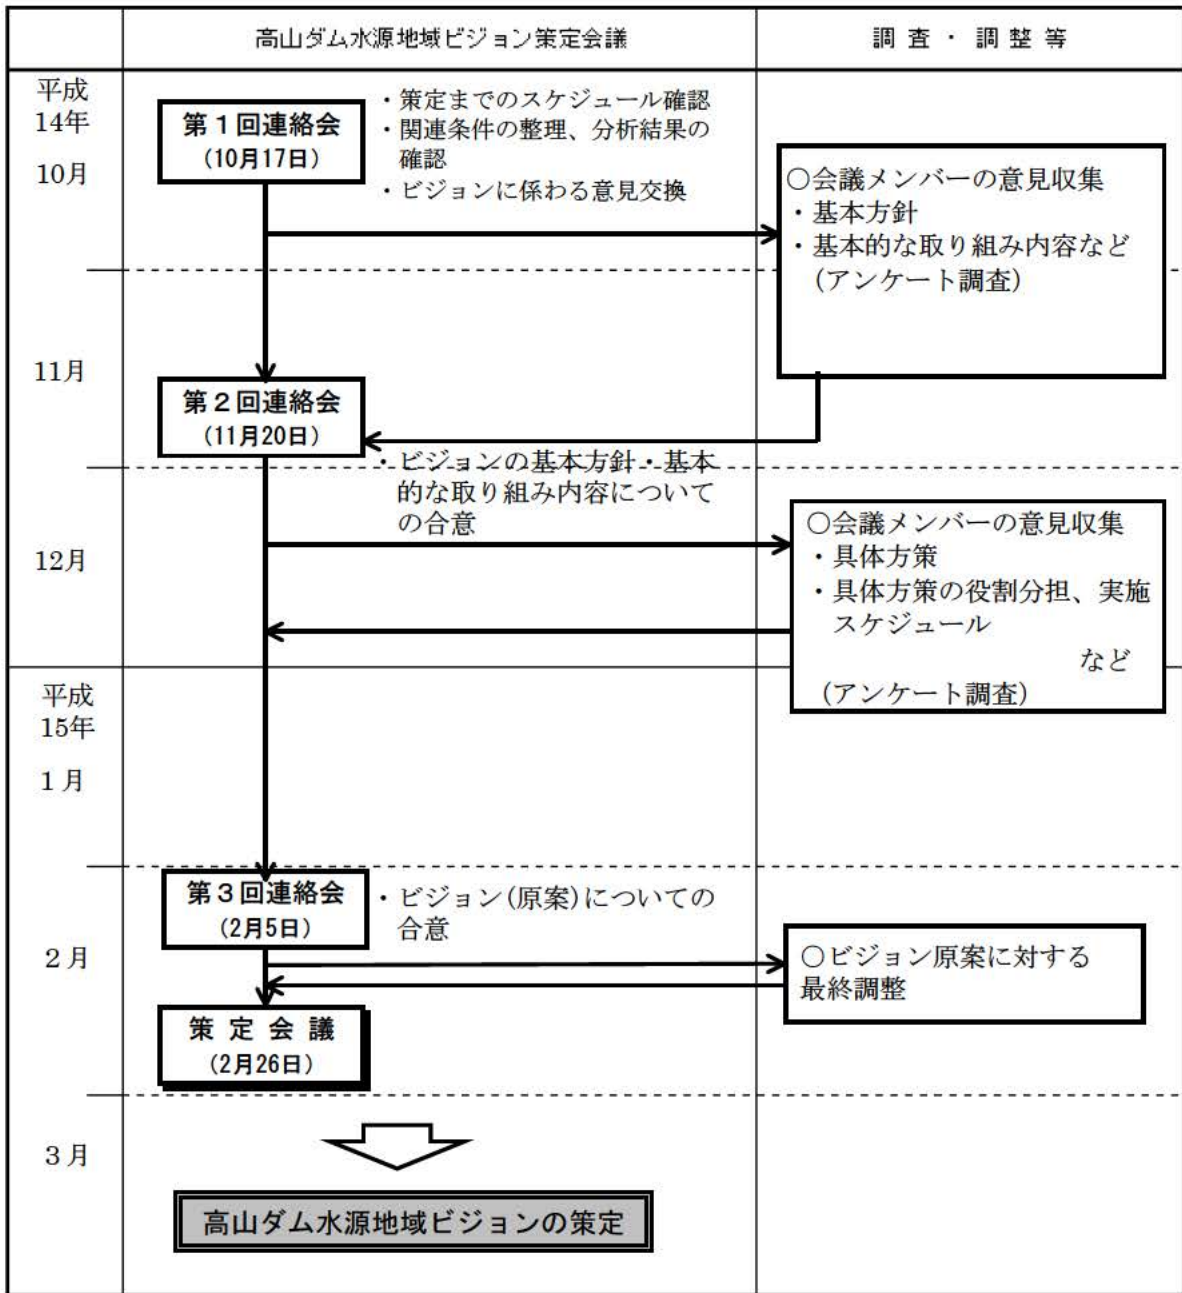 高山ダム水源地域ビジョン策定会議
調査・調整等
平成
14年
10月
第1回連絡会
(10月17日)
・策定までのスケジュール確認
・関連条件の整理、分析結果の
確認
・ビジョンに係わる意見交換
〇会議メンバーの意見収集
・基本方針
・基本的な取り組み内容など
(アンケート調査)
11月
第2回連絡会
(11月20日)
・ビジョンの基本方針・基本
的な取り組み内容について
の合意
12月
〇会議メンバーの意見収集
・具体方策
・具体方策の役割分担、実施
スケジュール
など
(アンケート調査)
平成
15年
1月
第3回連絡会
(2月5日)
・ビジョン(原案)についての
合意
2月
〇ビジョン原案に対する
最終調整
策定会議
(2月26日)
3月
高山ダム水源地域ビジョンの策定